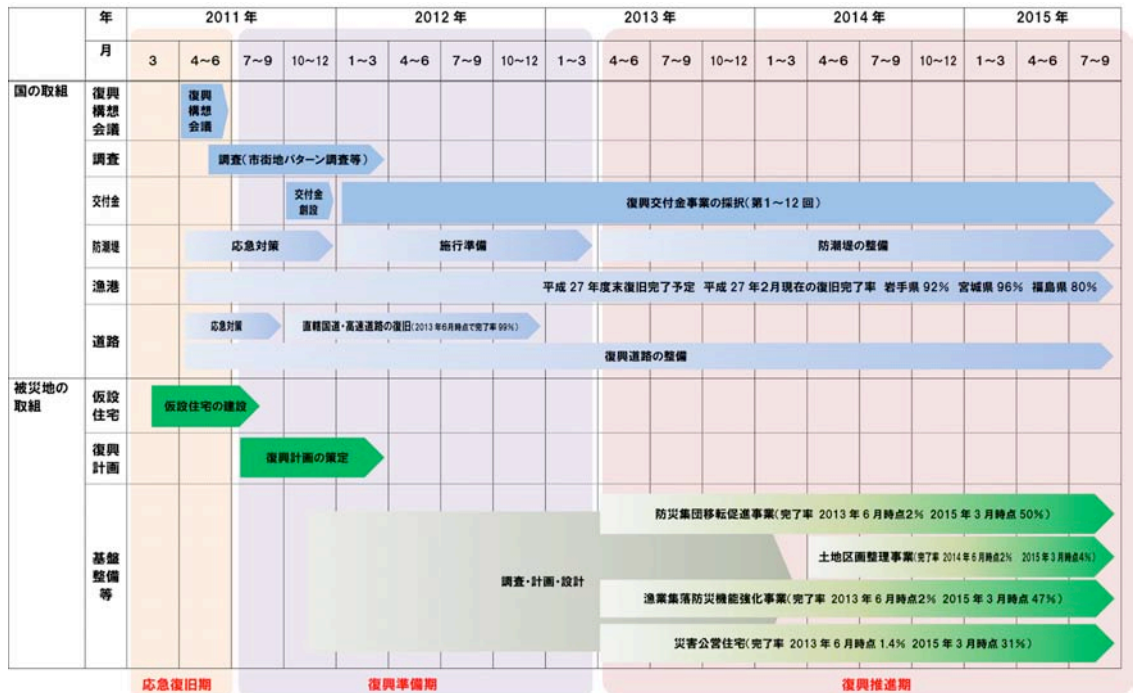 年 2011年 2012年 2013年 2014年 2015年
月 3 4～6 7～9 10～12 1～3 4～6 7～9 10～12 1～3 4～6 7～9 10～12 1～3 4～6 7～9 10～12 1～3 4～6 7～9
国の取組
復興
構想
会議
復興
構想
会議
調査
調査(市街地パターン調査等)
交付金
交付金
創設
復興交付金事業の採択(第1～12回)
防潮堤
応急対策
施行準備
防潮堤の整備
漁港
平成27年度末復旧完了予定 平成27年2月現在の復旧完了率 岩手県92% 宮城県96% 福島県80%
道路
応急対策
直轄国道・高速道路の復旧(2013年6月時点で完了率99%)
復興道路の整備
被災地の
取組
仮設
住宅
仮設住宅の建設
復興
計画
復興計画の策定
基盤
整備
等
調査・計画・設計
防災集団移転促進事業(完了率 2013年6月時点2% 2015年3月時点50%)
土地区画整理事業(完了率 2014年6月時点2% 2015年3月時点4%)
漁業集落防災機能強化事業(完了率 2013年6月時点2% 2015年3月時点47%)
災害公営住宅(完了率 2013年6月時点1.4% 2015年3月時点31%)
応急復旧期
復興準備期
復興推進期